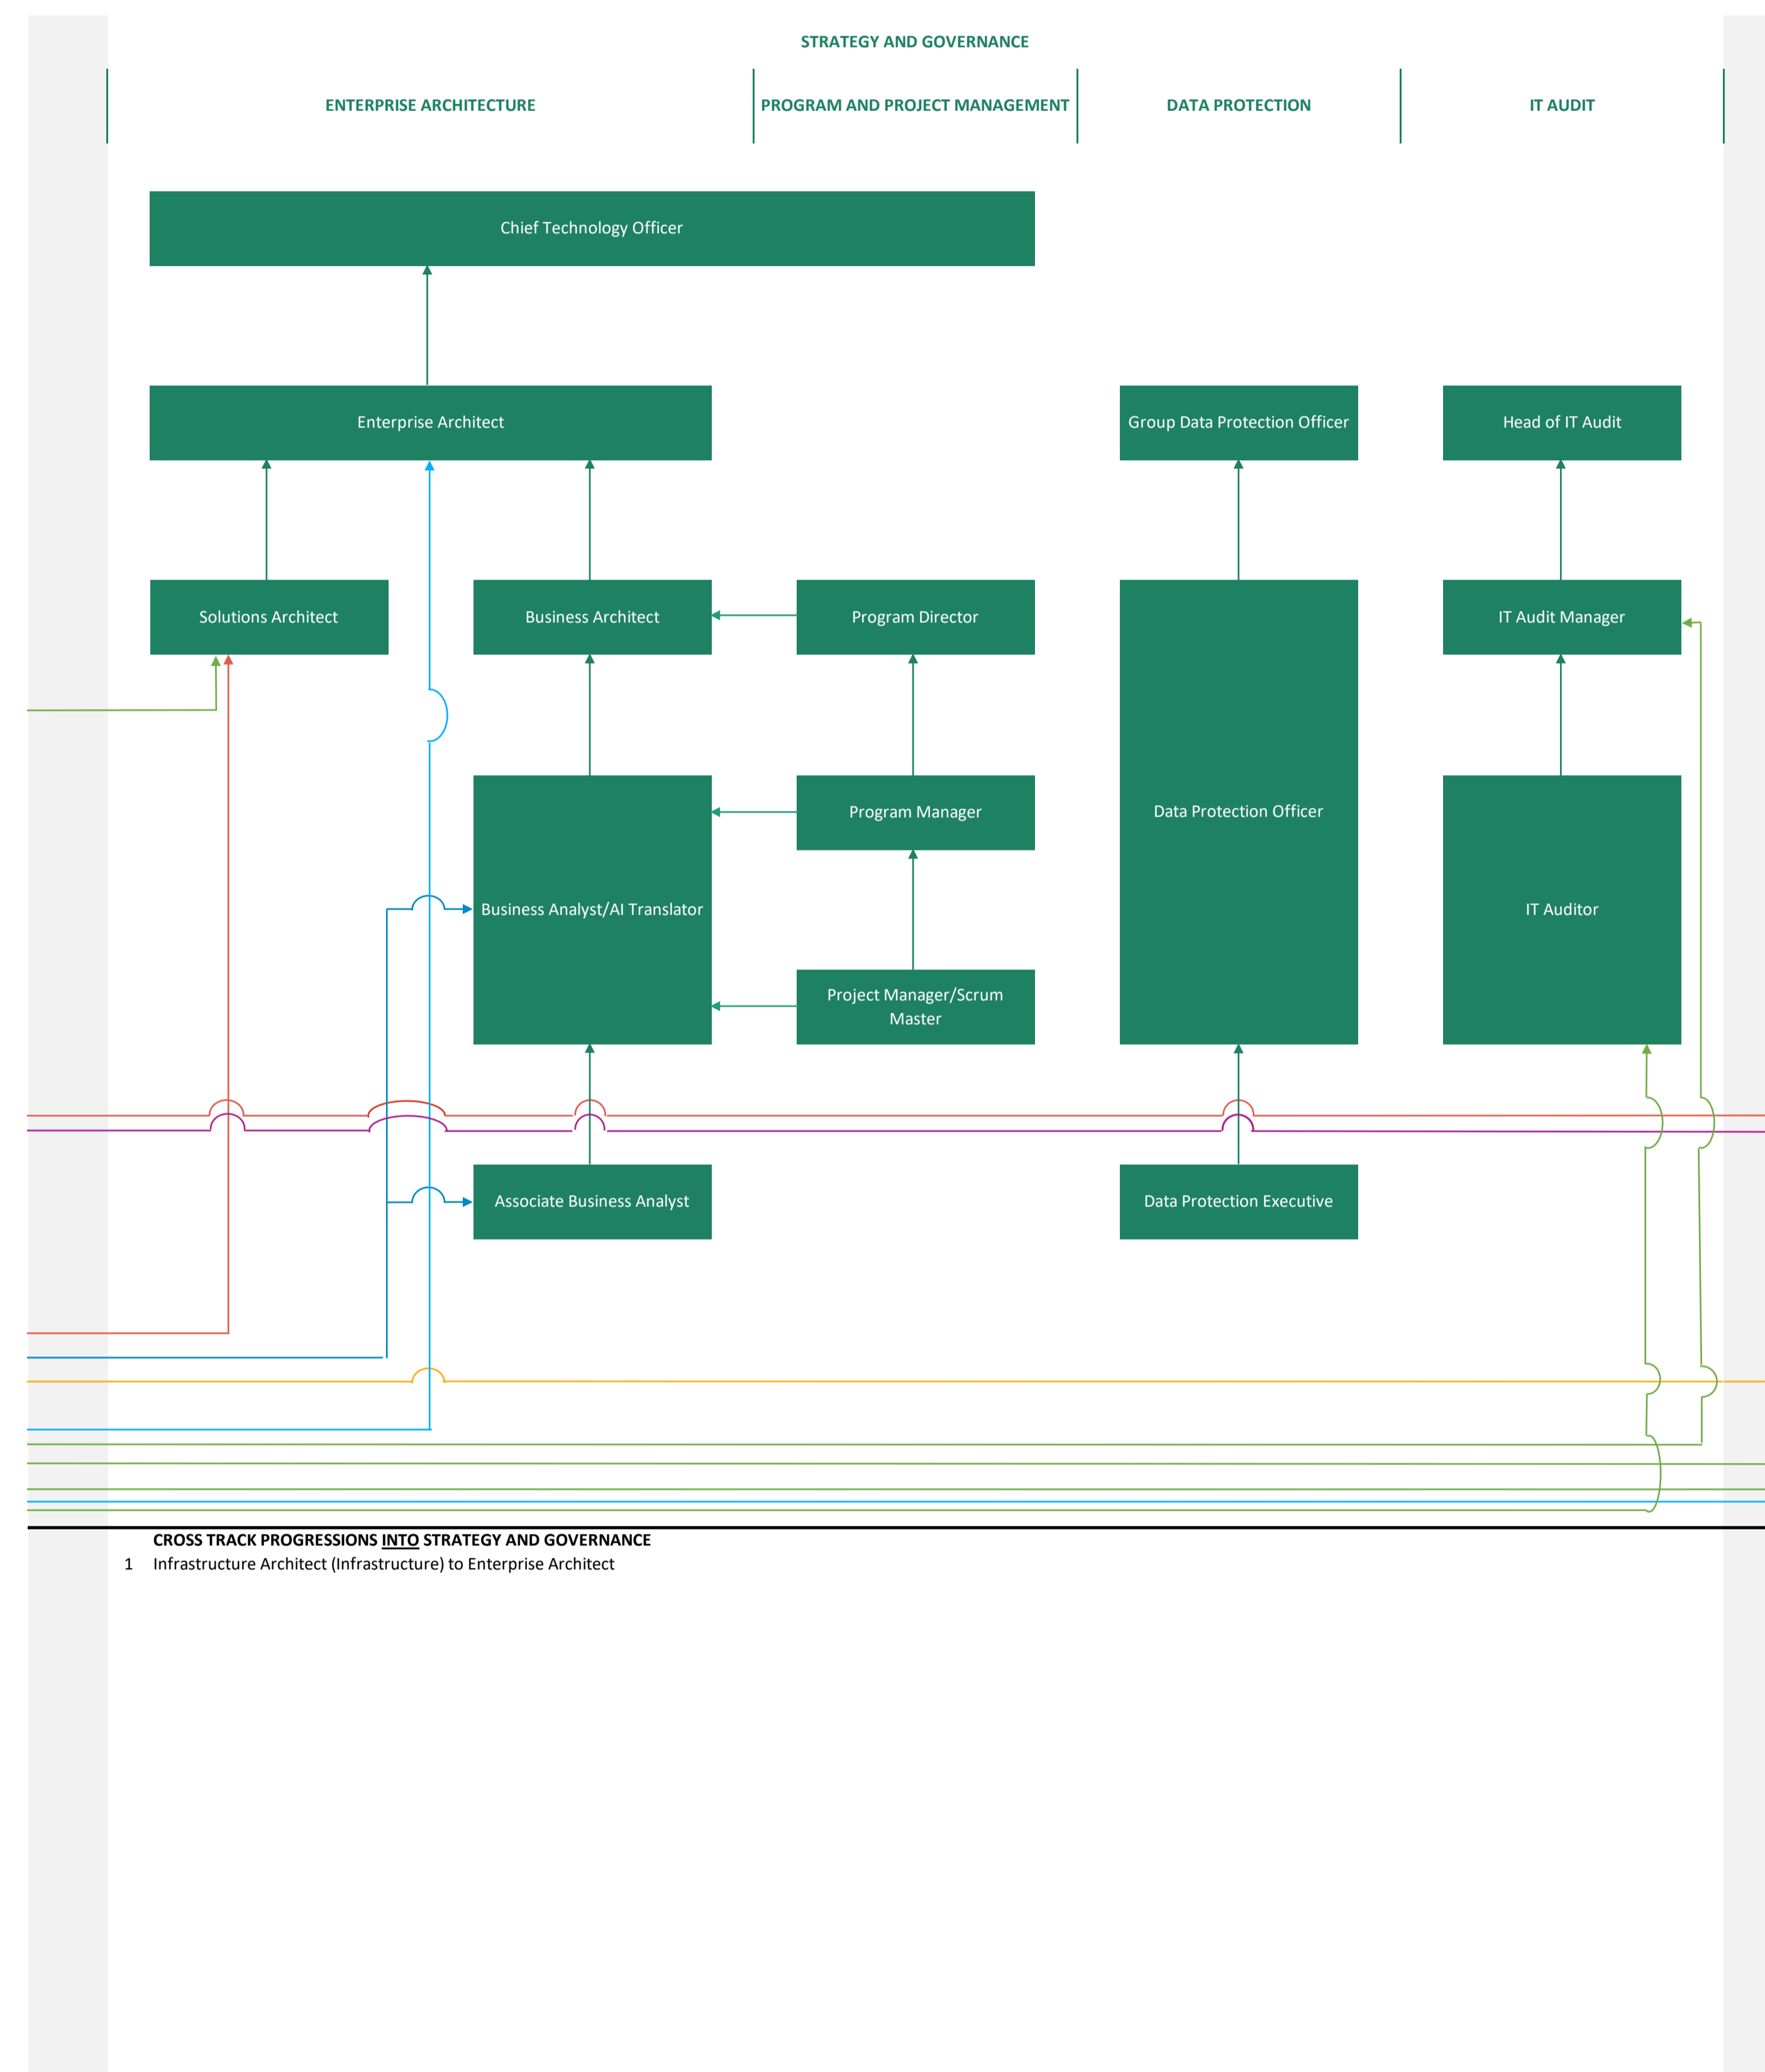 STRATEGY AND GOVERNANCE
ENTERPRISE ARCHITECTURE
PROGRAM AND PROJECT MANAGEMENT
DATA PROTECTION
IT AUDIT
Chief Technology Officer
Enterprise Architect
Group Data Protection Officer
Head of IT Audit
Solutions Architect
Business Architect
Program Director
IT Audit Manager
Program Manager
Data Protection Officer
Business Analyst/AI Translator
IT Auditor
Project Manager/Scrum
Master
Associate Business Analyst
Data Protection Executive
CROSS TRACK PROGRESSIONS INTO STRATEGY AND GOVERNANCE
1 Infrastructure Architect (Infrastructure) to Enterprise Architect